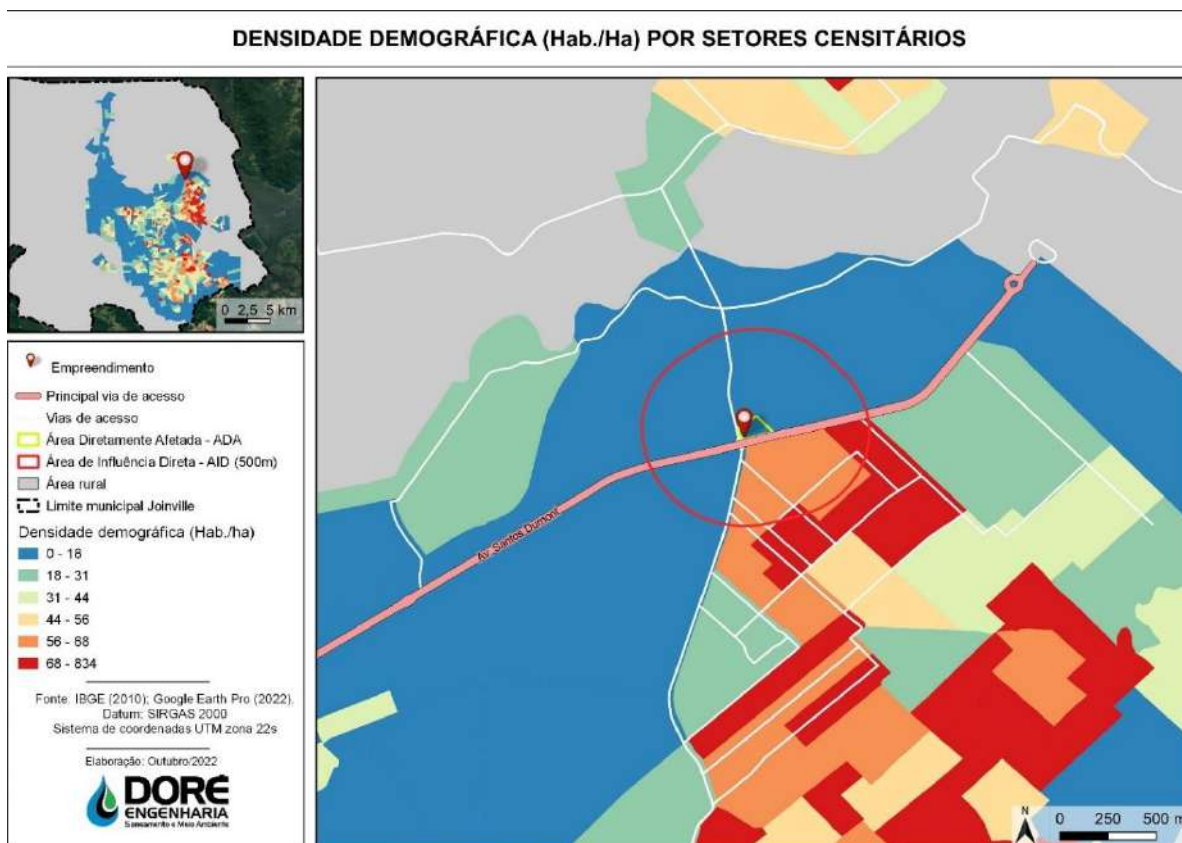 DENSIDADE DEMOGRÁFICA (Hab./Ha) POR SETORES CENSITÁRIOS
0 2,5 5 km
Empreendimento
Principal via de acesso
Vias de acesso
Área Diretamente Afetada - ADA
Área de Influência Direta - AID (500m)
Área rural
Limite municipal Joinville
Densidade demográfica (Hab./ha)
0 - 18
18 - 31
31 - 44
44 - 56
56 - 68
68 - 834
Fonte: IBGE (2010); Google Earth Pro (2022).
Datum: SIRGAS 2000
Sistema de coordenadas UTM zona 22s
Elaboração: Outubro/2022
DORÉ
ENGENHARIA
Saneamento e Meio Ambiente
Av. Santos Dumont
N
0 250 500 m